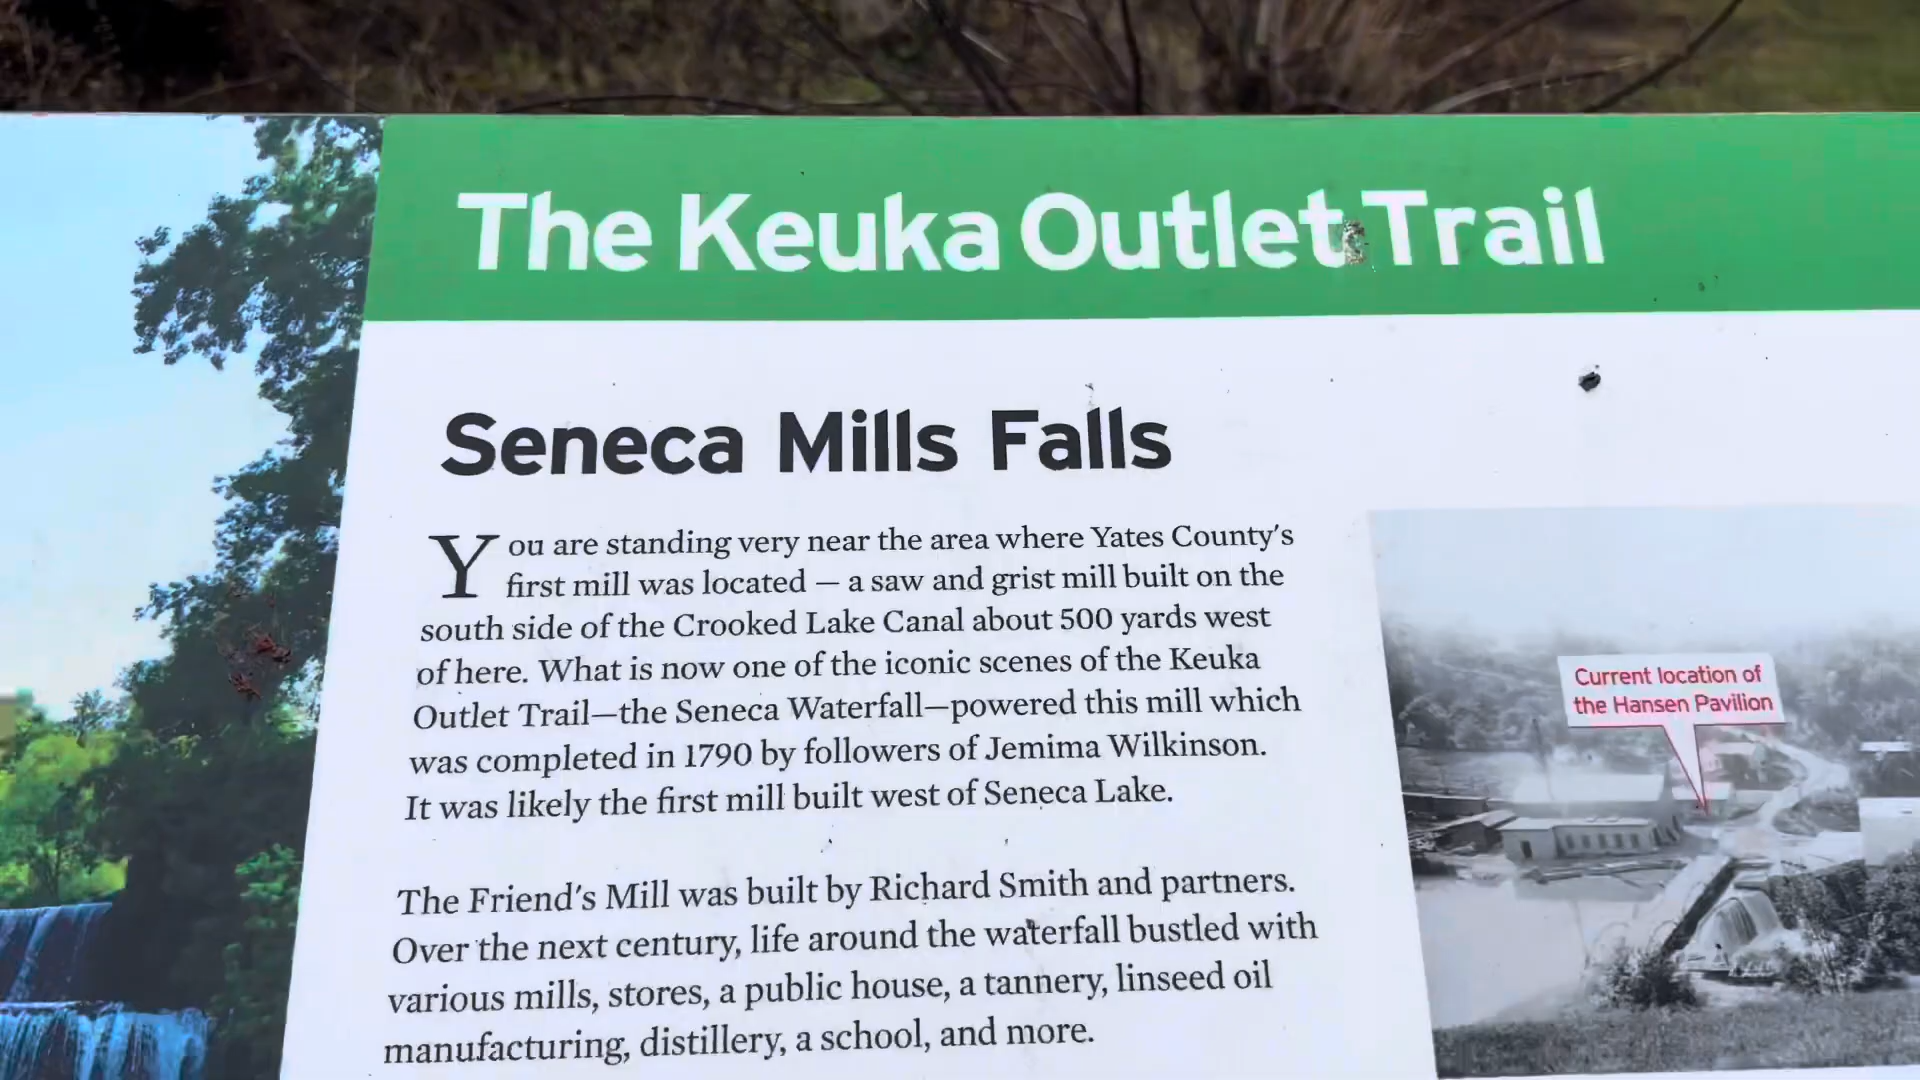 The Keuka Outlet Trail
Seneca Mills Falls
You are standing very near the area where Yates County's
first mill was located — a saw and grist mill built on the
south side of the Crooked Lake Canal about 500 yards west
of here. What is now one of the iconic scenes of the Keuka
Outlet Trail—the Seneca Waterfall—powered this mill which
was completed in 1790 by followers of Jemima Wilkinson.
It was likely the first mill built west of Seneca Lake.
The Friend's Mill was built by Richard Smith and partners.
Over the next century, life around the waterfall bustled with
various mills, stores, a public house, a tannery, linseed oil
manufacturing, distillery, a school, and more.
Current location of
the Hansen Pavilion